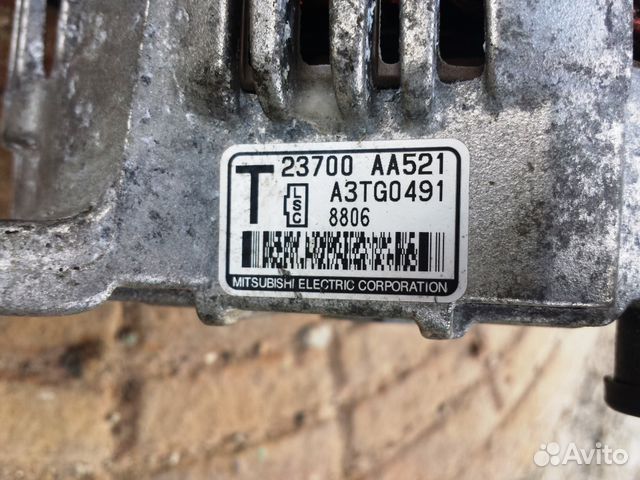 T 23700 AA521
LSC A3TG0491
8806
MITSUBISHI ELECTRIC CORPORATION
Avito